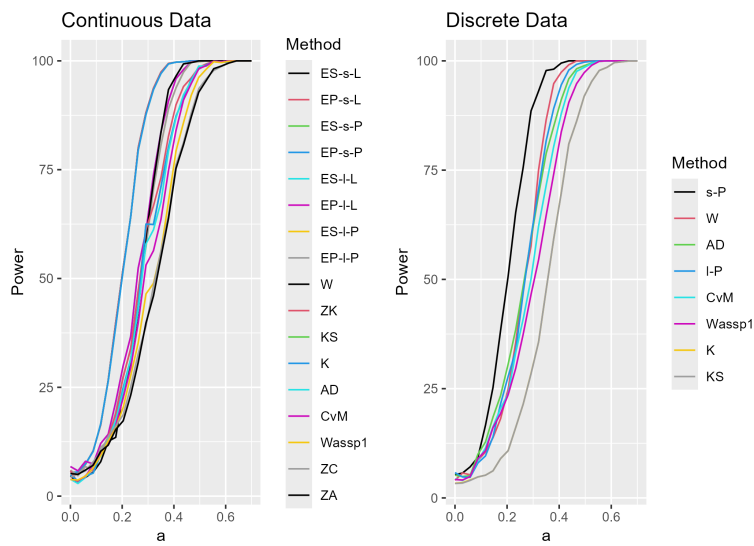 Continuous Data
Power
100
75
50
25
0
0.0 0.2 0.4 0.6
a
Method
ES-s-L
EP-s-L
ES-s-P
EP-s-P
ES-l-L
EP-l-L
ES-l-P
EP-l-P
W
ZK
KS
K
AD
CvM
Wassp1
ZC
ZA
Discrete Data
Power
100
75
50
25
0
0.0 0.2 0.4 0.6
a
Method
s-P
W
AD
l-P
CvM
Wassp1
K
KS